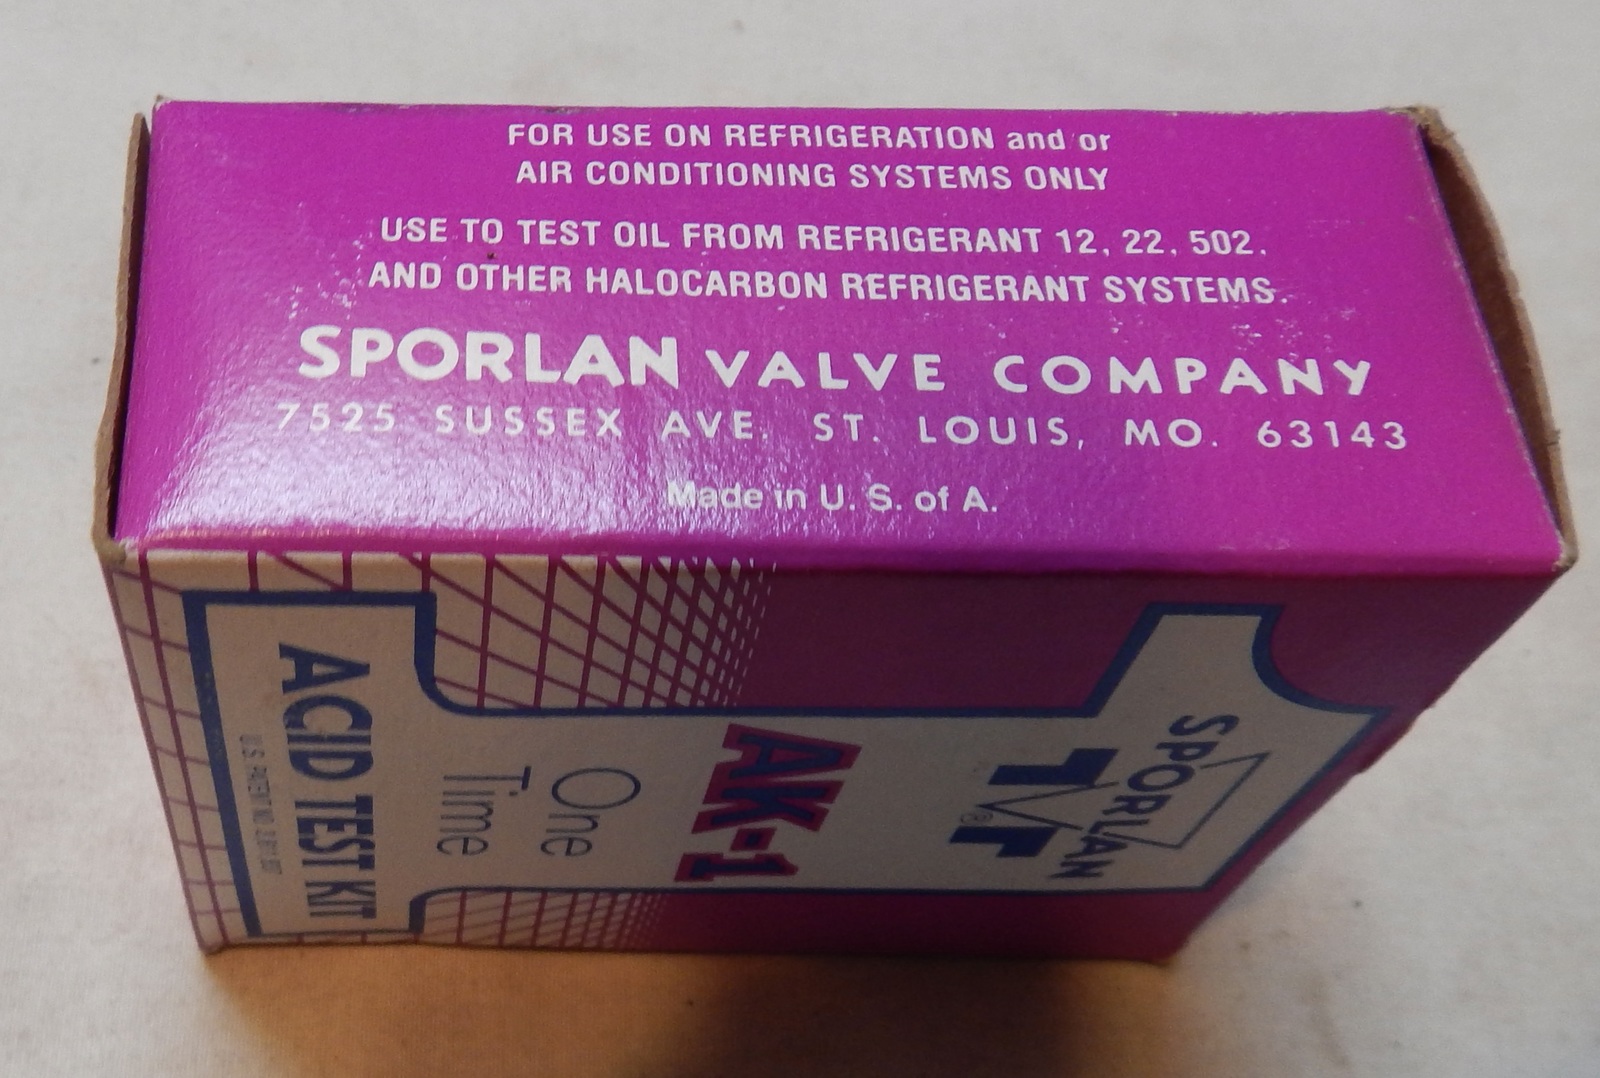 FOR USE ON REFRIGERATION and or
AIR CONDITIONING SYSTEMS ONLY
USE TO TEST OIL FROM REFRIGERANT 12, 22, 502.
AND OTHER HALOCARBON REFRIGERANT SYSTEMS.
SPORLAN VALVE COMPANY
7525 SUSSEX AVE. ST. LOUIS, MO. 63143
Made in U. S. of A.
SPORLAN
®
AK-1
One
Time
ACID TEST KIT
U.S. PATENT NO.